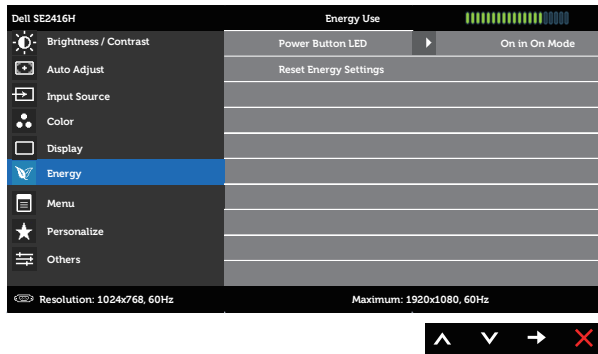 Dell SE2416H Energy Use
Brightness / Contrast Power Button LED On in On Mode
Auto Adjust Reset Energy Settings
Input Source
Color
Display
Energy
Menu
Personalize
Others
Resolution: 1024x768, 60Hz Maximum: 1920x1080, 60Hz